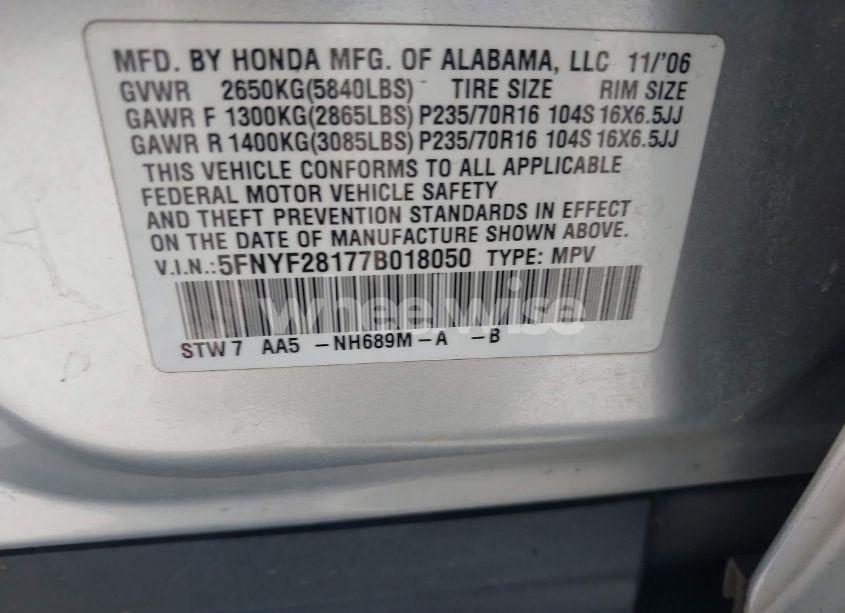 MFD. BY HONDA MFG. OF ALABAMA, LLC 11/'06
GVWR 2650KG(5840LBS) TIRE SIZE RIM SIZE
GAWR F 1300KG(2865LBS) P235/70R16 104S 16X6.5JJ
GAWR R 1400KG(3085LBS) P235/70R16 104S 16X6.5JJ
THIS VEHICLE CONFORMS TO ALL APPLICABLE
FEDERAL MOTOR VEHICLE SAFETY
AND THEFT PREVENTION STANDARDS IN EFFECT
ON THE DATE OF MANUFACTURE SHOWN ABOVE.
V.I.N.:5FNYF28177B018050 TYPE: MPV
wheelwise
STW7 AA5 -NH689M-A -B